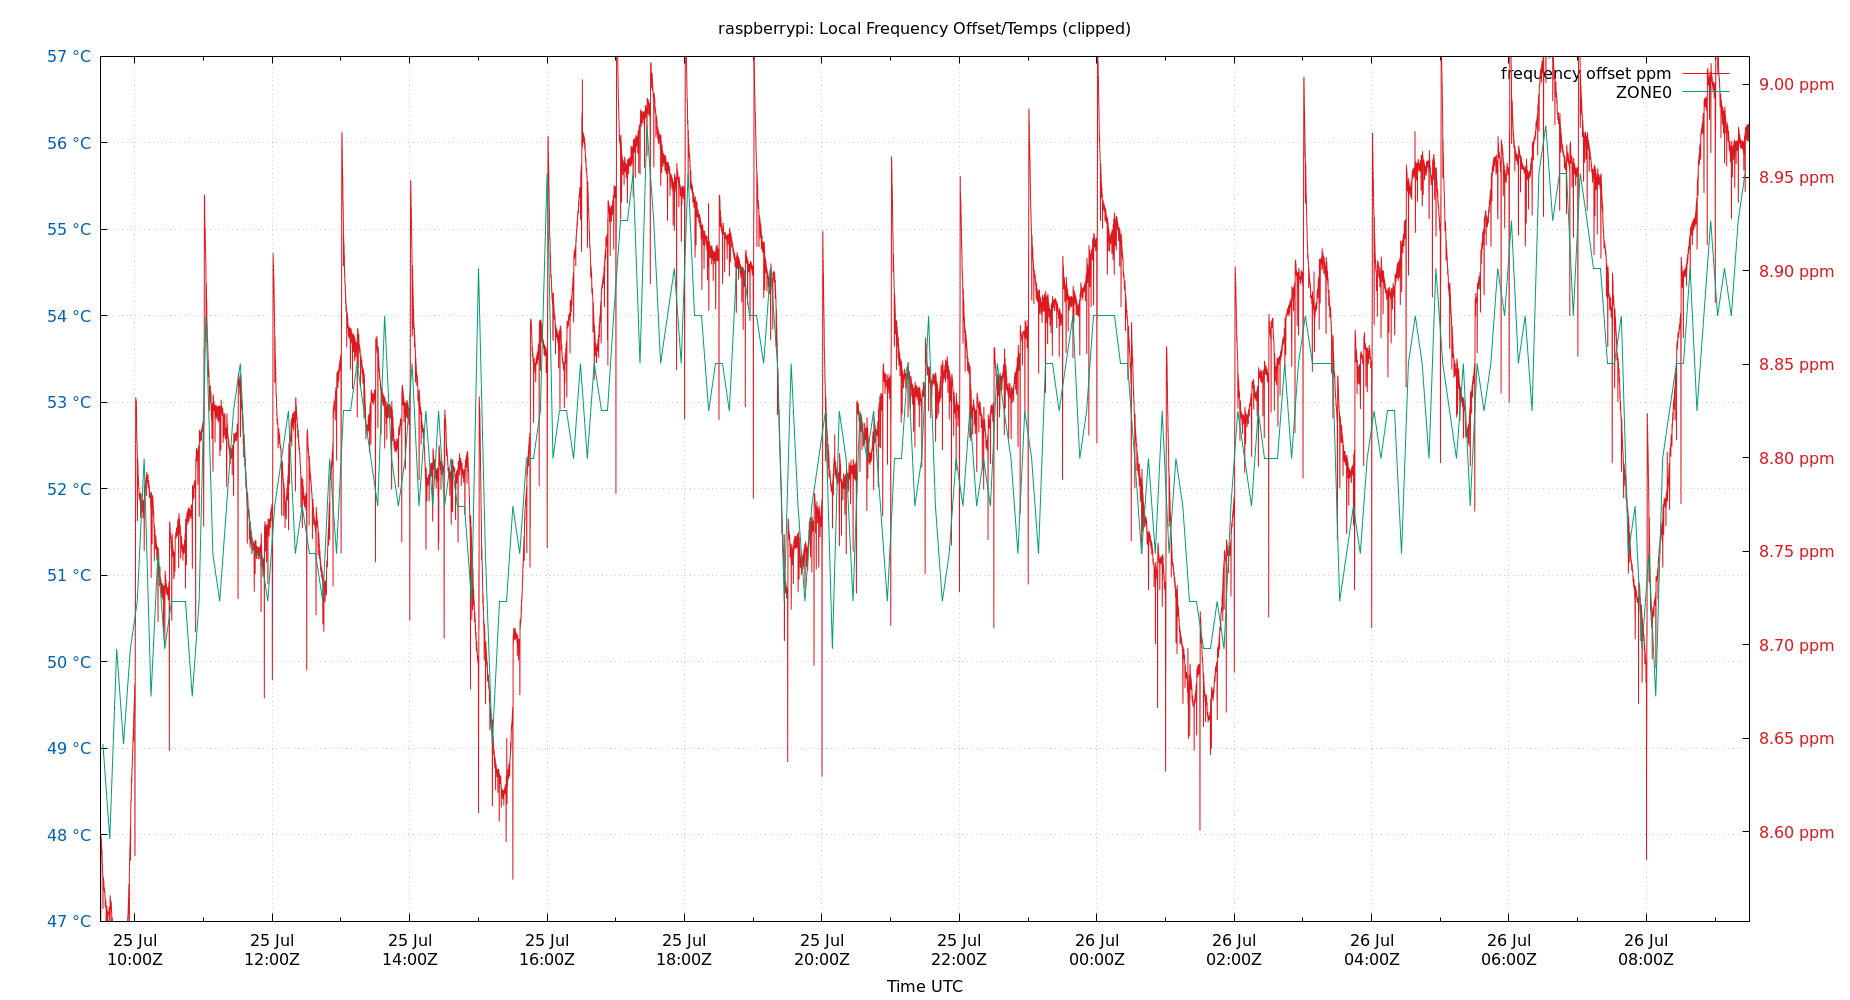 raspberrypi: Local Frequency Offset/Temps (clipped)
57 °C
56 °C
55 °C
54 °C
53 °C
52 °C
51 °C
50 °C
49 °C
48 °C
47 °C
frequency offset ppm
ZONE0
9.00 ppm
8.95 ppm
8.90 ppm
8.85 ppm
8.80 ppm
8.75 ppm
8.70 ppm
8.65 ppm
8.60 ppm
25 Jul 25 Jul 25 Jul 25 Jul 25 Jul 25 Jul 25 Jul 26 Jul 26 Jul 26 Jul 26 Jul 26 Jul
10:00Z 12:00Z 14:00Z 16:00Z 18:00Z 20:00Z 22:00Z 00:00Z 02:00Z 04:00Z 06:00Z 08:00Z
Time UTC